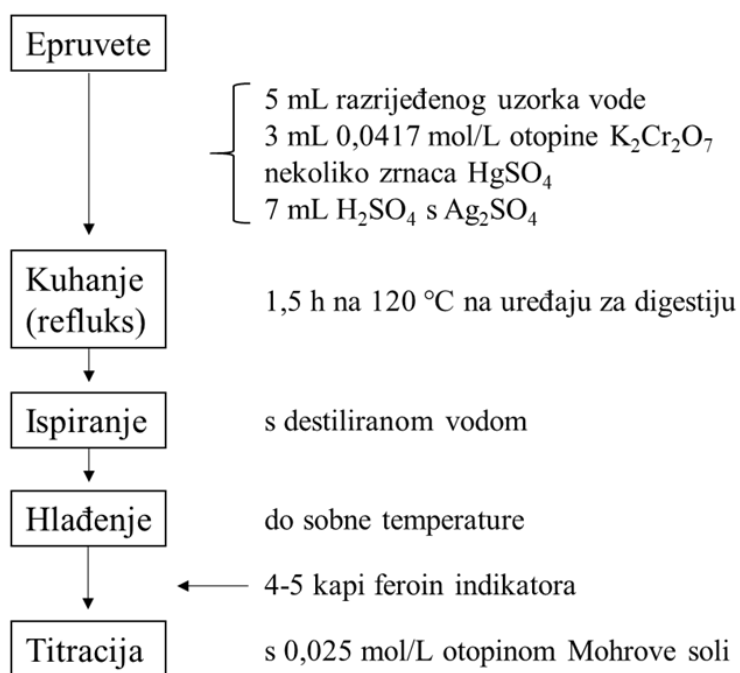 Epruvete
5 mL razrijeđenog uzorka vode
3 mL 0,0417 mol/L otopine K₂Cr₂O₇
nekoliko zrnaca HgSO₄
7 mL H₂SO₄ s Ag₂SO₄
Kuhanje
(refluks)
1,5 h na 120 °C na uređaju za digestiju
Ispiranje
s destiliranom vodom
Hlađenje
do sobne temperature
4-5 kapi feroin indikatora
Titracija
s 0,025 mol/L otopinom Mohrove soli